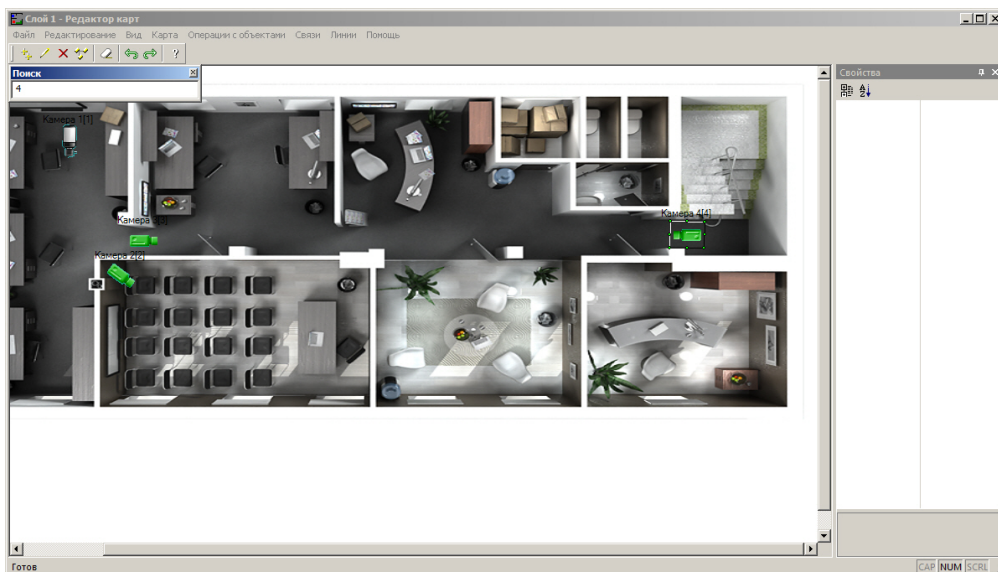 Слой 1 - Редактор карт
Файл Редактирование Вид Карта Операции с объектами Связи Линии Помощь
?
Поиск
4
Свойства
Камера 1[1]
Камера 3[3]
Камера 4[4]
Камера 2[2]
Готов
CAP NUM SCRL